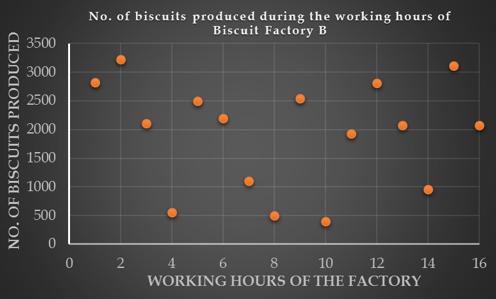 No. of biscuits produced during the working hours of
Biscuit Factory B
NO. OF BISCUITS PRODUCED
3500
3000
2500
2000
1500
1000
500
0
0 2 4 6 8 10 12 14 16
WORKING HOURS OF THE FACTORY